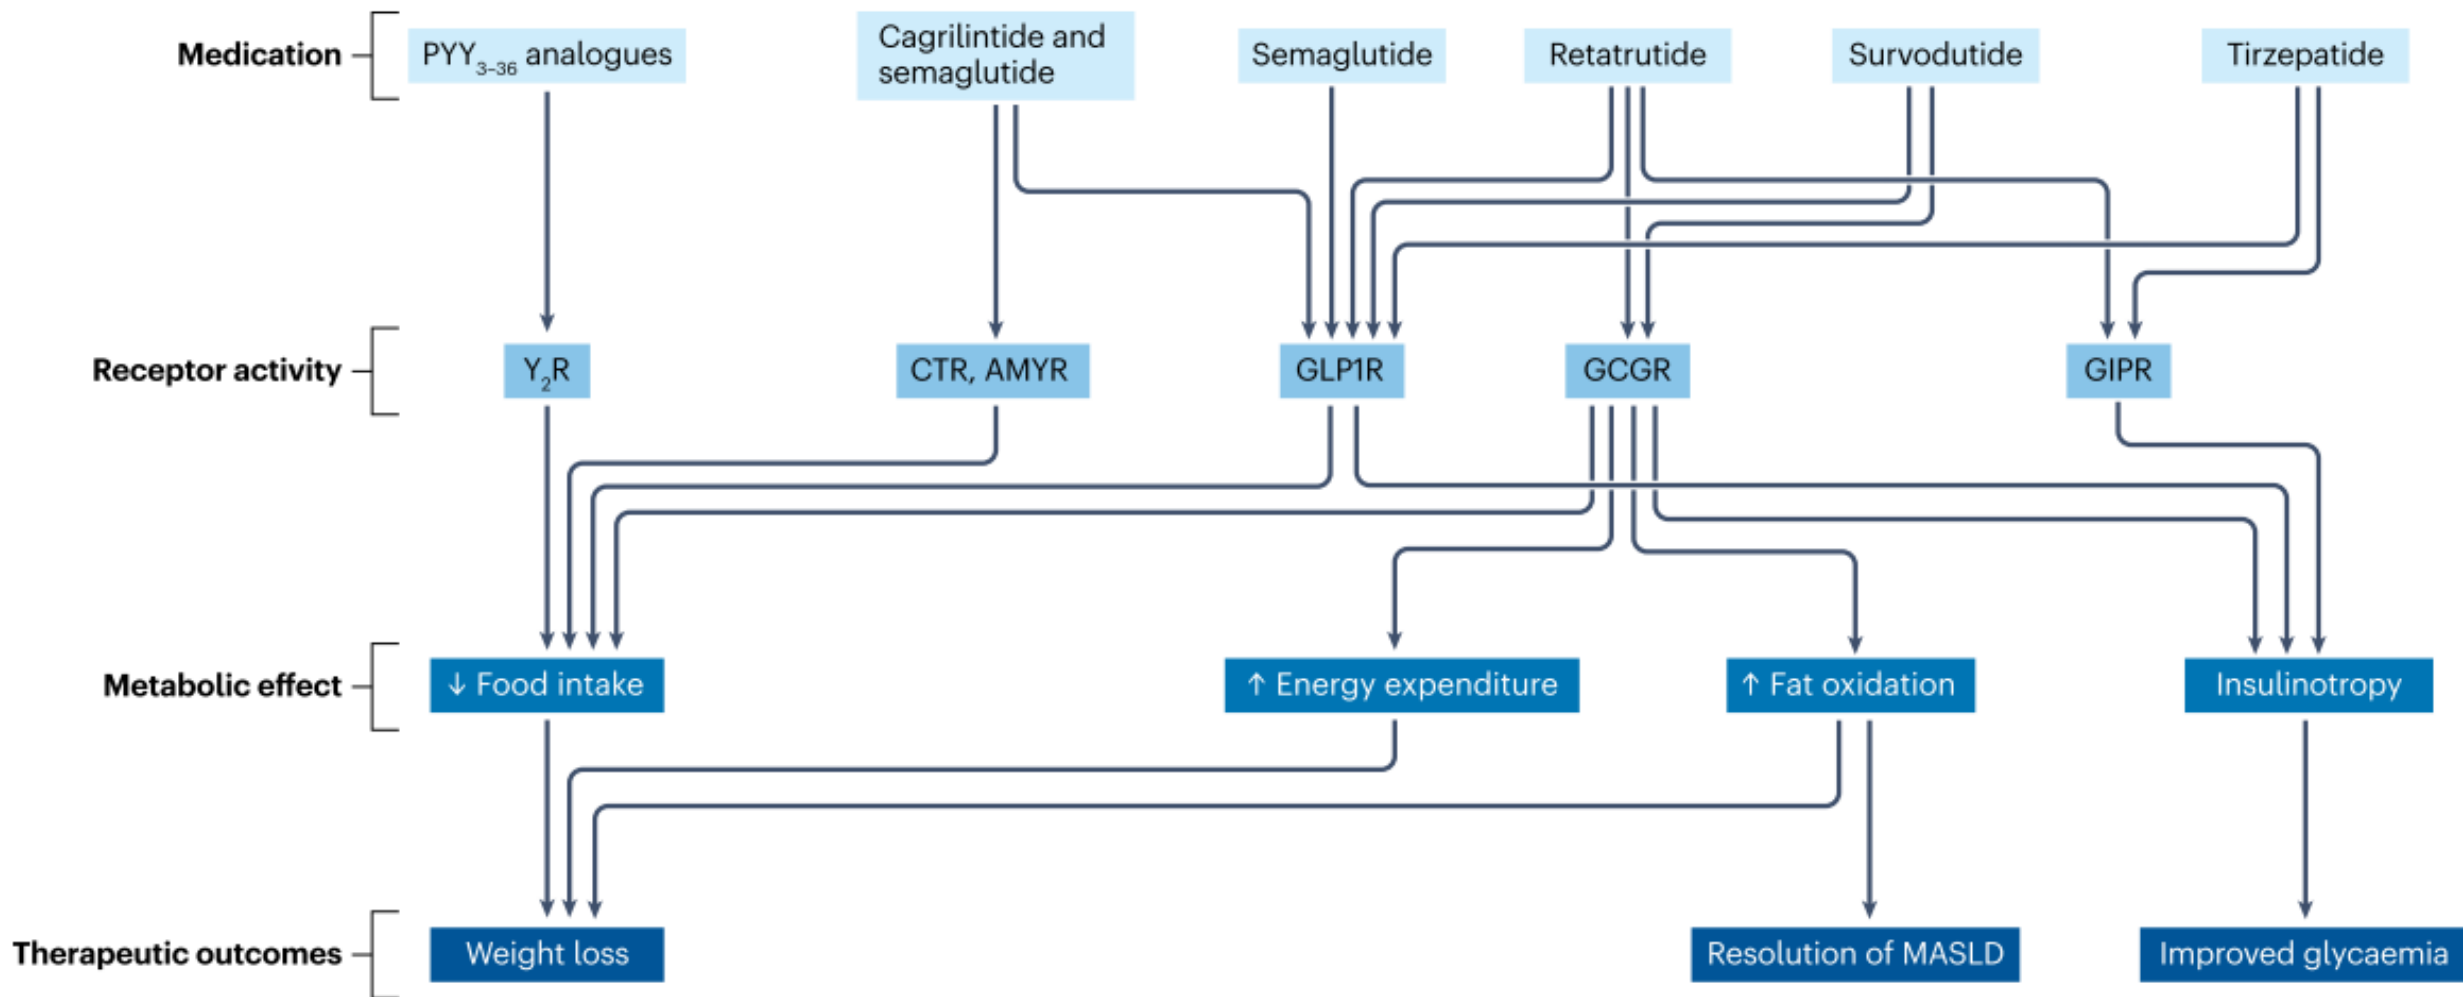 Medication
PYY3–36 analogues
Cagrilintide and
semaglutide
Semaglutide
Retatrutide
Survodutide
Tirzepatide
Receptor activity
Y2R
CTR, AMYR
GLP1R
GCGR
GIPR
Metabolic effect
↓ Food intake
↑ Energy expenditure
↑ Fat oxidation
Insulinotropy
Therapeutic outcomes
Weight loss
Resolution of MASLD
Improved glycaemia